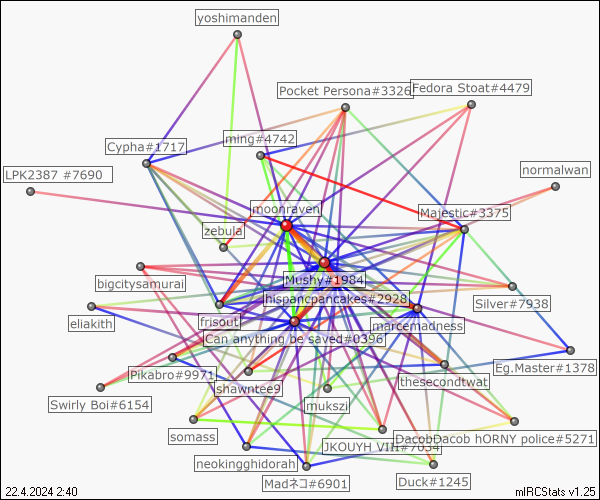 yoshimanden
Pocket Persona#3326
Fedora Stoat#4479
ming#4742
Cypha#1717
LPK2387 #7690
normalwan
moonraven
Majestic#3375
zebula
Mushy#1984
bigcitysamurai
hispancpancakes#2928
Silver#7938
eliakith
frisout
marcemadness
Can anything be saved#0396
Pikabro#9971
shawntee9
thesecondtwat
Eg.Master#1378
Swirly Boi#6154
mukszi
somass
JKOUYH VIII#7034
DacobDacob hORNY police#5271
neokingghidorah
Madネコ#6901
Duck#1245
22.4.2024 2:40
mIRCStats v1.25